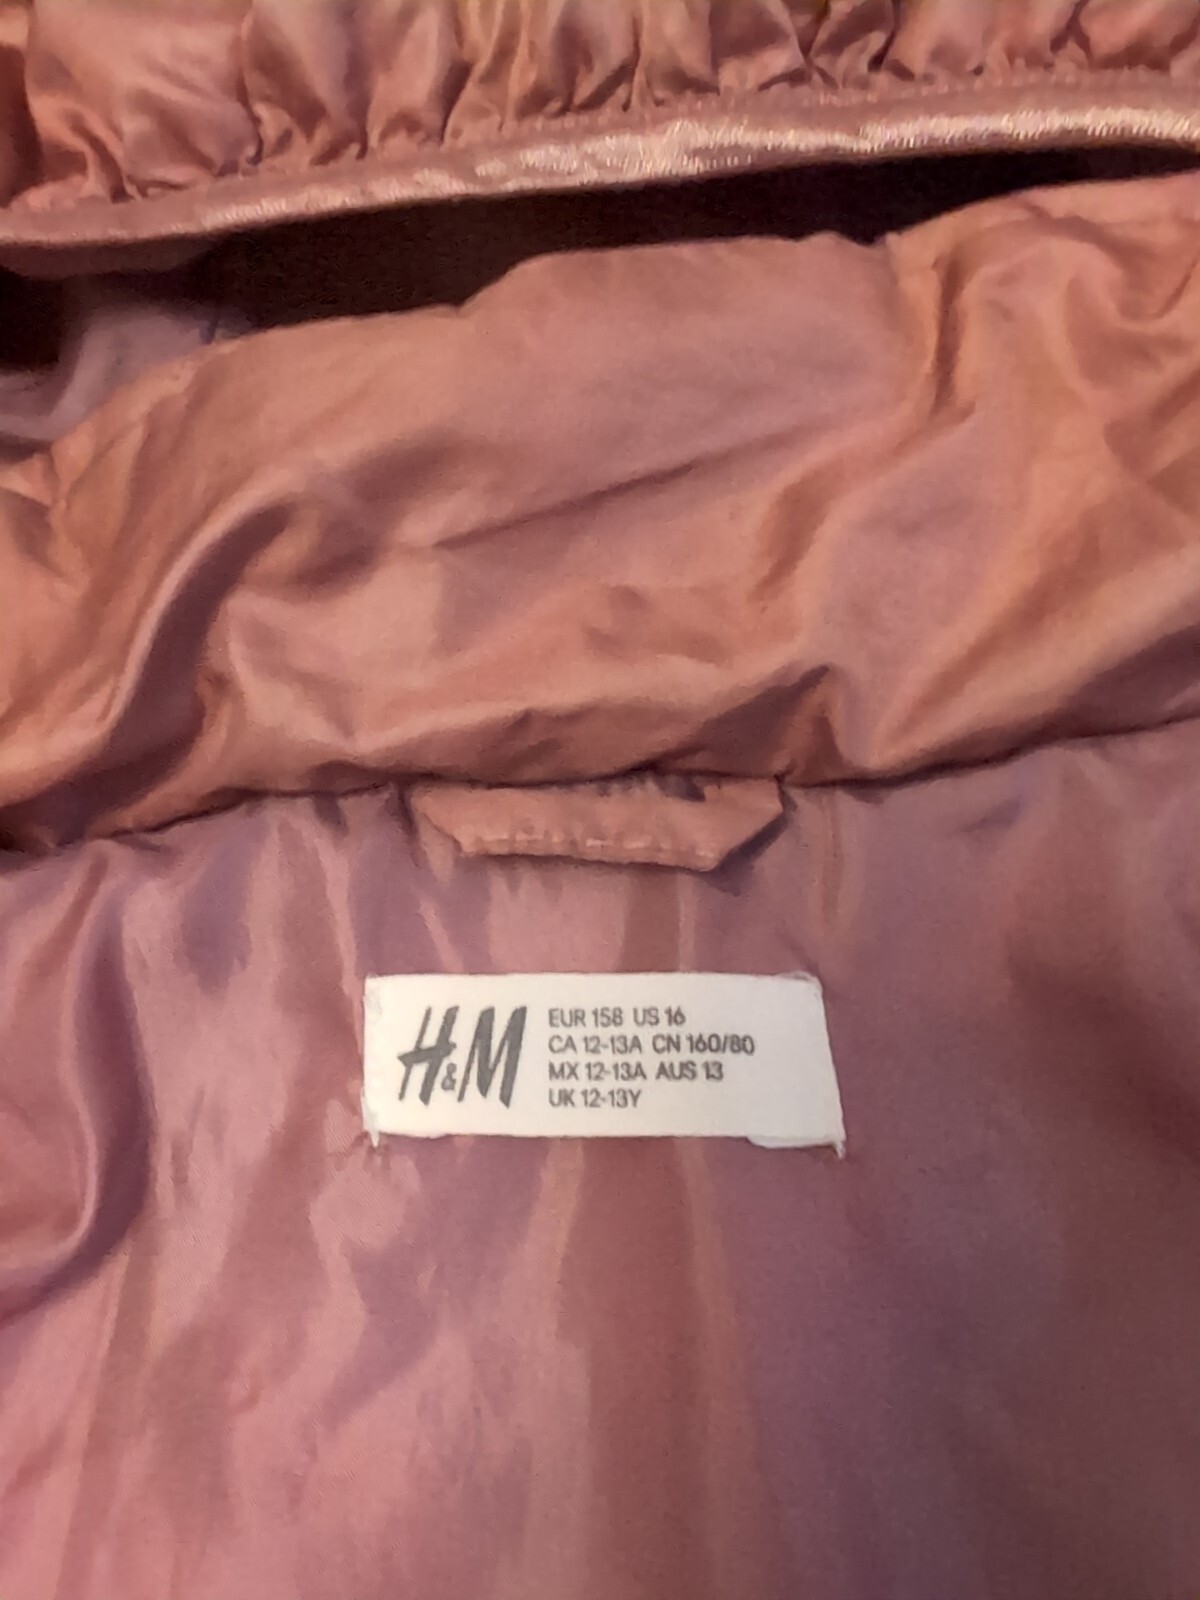 H&M
EUR 158 US 16
CA 12-13A CN 160/80
MX 12-13A AUS 13
UK 12-13Y